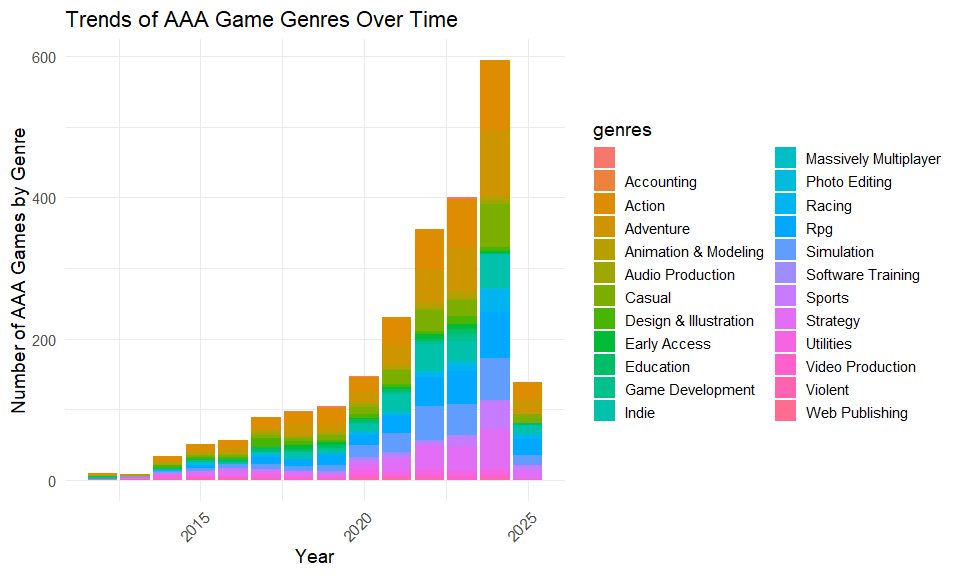 Trends of AAA Game Genres Over Time
Number of AAA Games by Genre
600
400
200
0
2015
2020
2025
Year
genres
Accounting
Action
Adventure
Animation & Modeling
Audio Production
Casual
Design & Illustration
Early Access
Education
Game Development
Indie
Massively Multiplayer
Photo Editing
Racing
Rpg
Simulation
Software Training
Sports
Strategy
Utilities
Video Production
Violent
Web Publishing